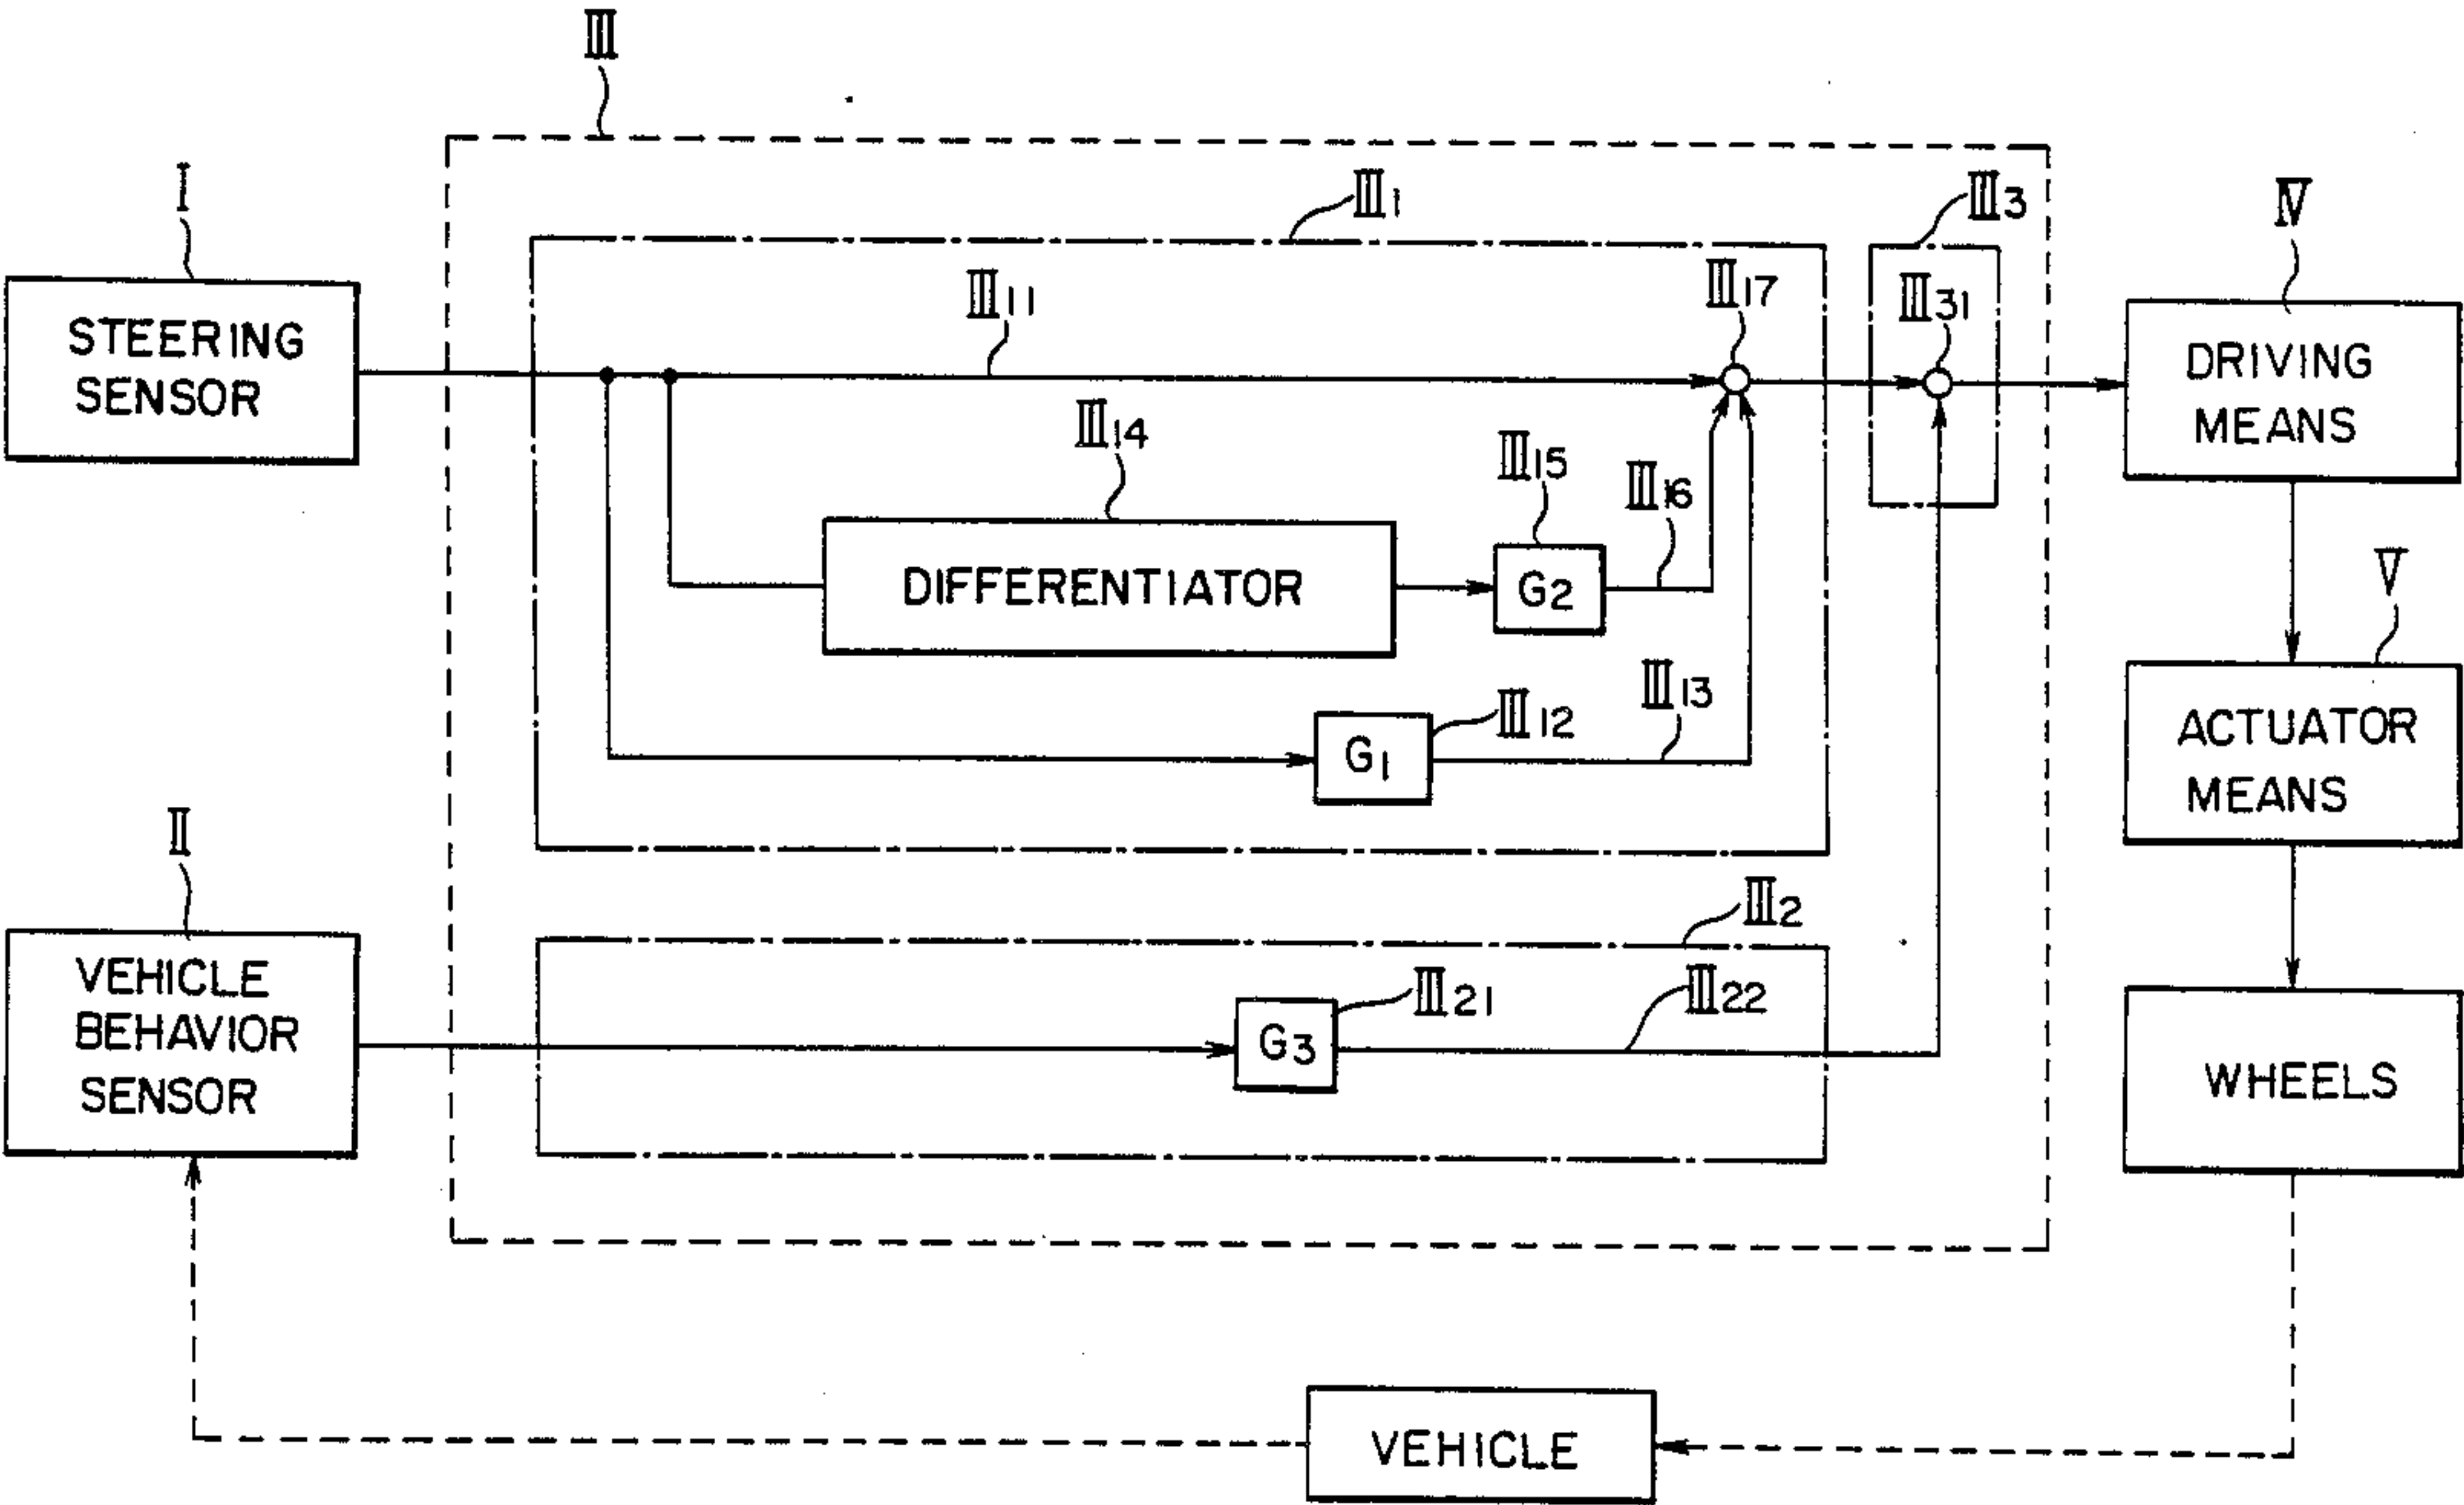 III
I
III1
III3
IV
III11
III17
III31
STEERING
SENSOR
DRIVING
MEANS
III14
III15
III16
DIFFERENTIATOR
G2
V
III13
III12
G1
ACTUATOR
MEANS
II
III2
VEHICLE
BEHAVIOR
SENSOR
III21
III22
G3
WHEELS
VEHICLE